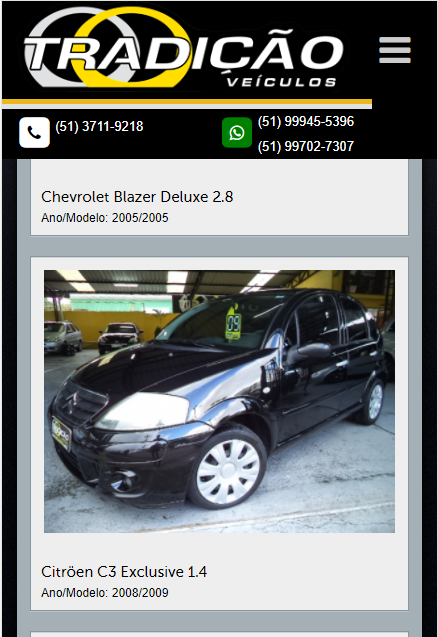 TRADIÇÃO
VEÍCULOS
(51) 3711-9218
(51) 99945-5396
(51) 99702-7307
Chevrolet Blazer Deluxe 2.8
Ano/Modelo: 2005/2005
09
TRADIÇÃO
Citröen C3 Exclusive 1.4
Ano/Modelo: 2008/2009